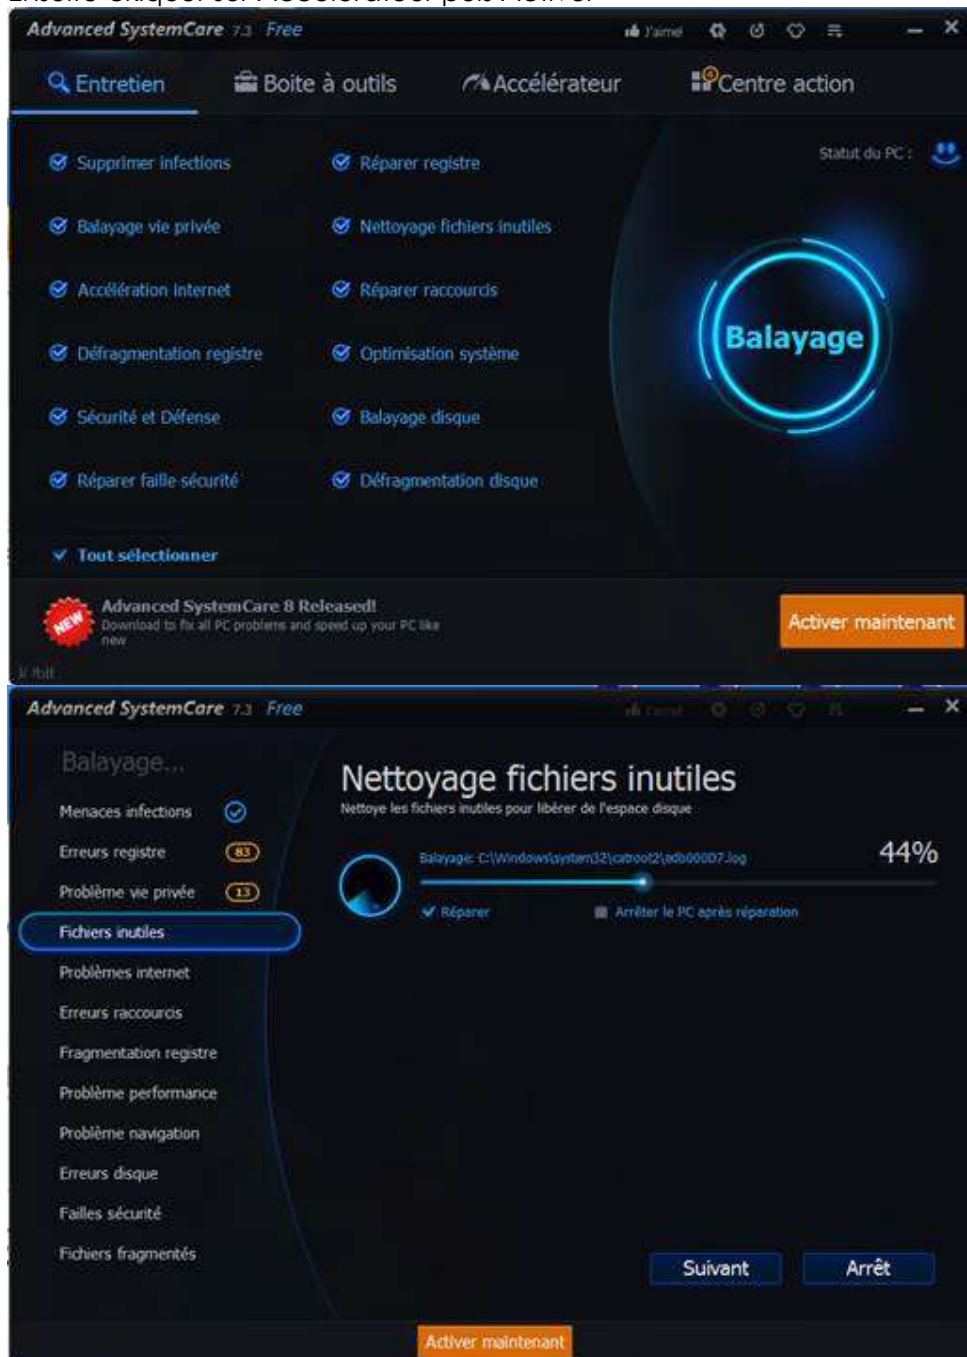 Advanced SystemCare 7.3 Free
J'aime
Entretien
Boite à outils
Accélérateur
Centre action
Supprimer infections
Réparer registre
Statut du PC :
Balayage vie privée
Nettoyage fichiers inutiles
Accélération internet
Réparer raccourcis
Balayage
Défragmentation registre
Optimisation système
Sécurité et Défense
Balayage disque
Réparer faille sécurité
Défragmentation disque
Tout sélectionner
NEW
Advanced SystemCare 8 Released!
Download to fix all PC problems and speed up your PC like
new
Activer maintenant
Advanced SystemCare 7.3 Free
J'aime
Balayage...
Nettoyage fichiers inutiles
Nettoye les fichiers inutiles pour libérer de l'espace disque
Menaces infections
Erreurs registre 83
Balayage: C:\Windows\system32\catroot2\edb000D7.log
44%
Problème vie privée 13
Réparer
Arrêter le PC après réparation
Fichiers inutiles
Problèmes internet
Erreurs raccourcis
Fragmentation registre
Problème performance
Problème navigation
Erreurs disque
Failles sécurité
Fichiers fragmentés
Suivant
Arrêt
Activer maintenant